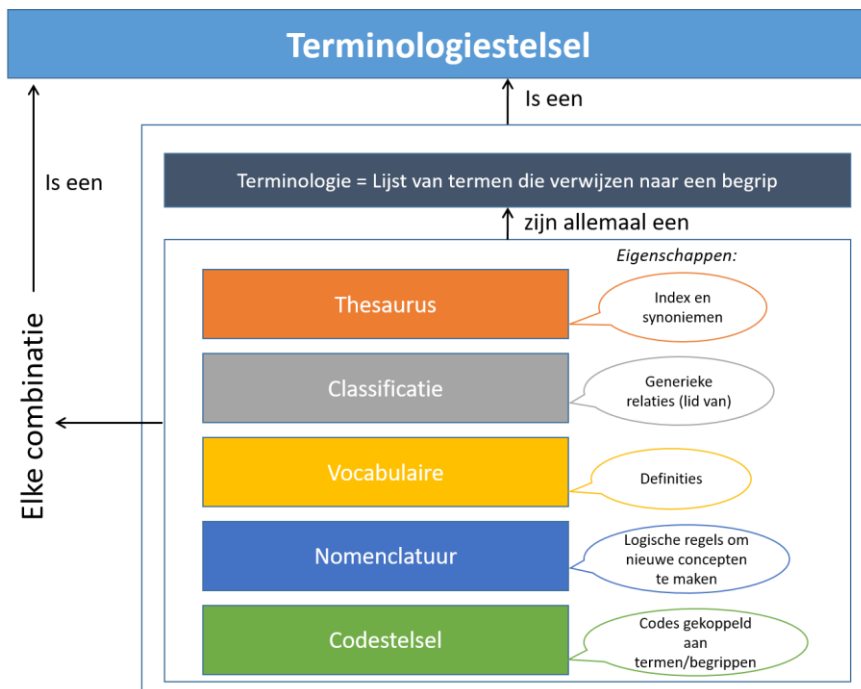 Terminologiestelsel
Is een
Is een
Terminologie = Lijst van termen die verwijzen naar een begrip
zijn allemaal een
Eigenschappen:
Thesaurus
Index en
synoniemen
Classificatie
Generieke
relaties (lid van)
Elke combinatie
Vocabulaire
Definities
Nomenclatuur
Logische regels om
nieuwe concepten
te maken
Codestelsel
Codes gekoppeld
aan
termen/begrippen